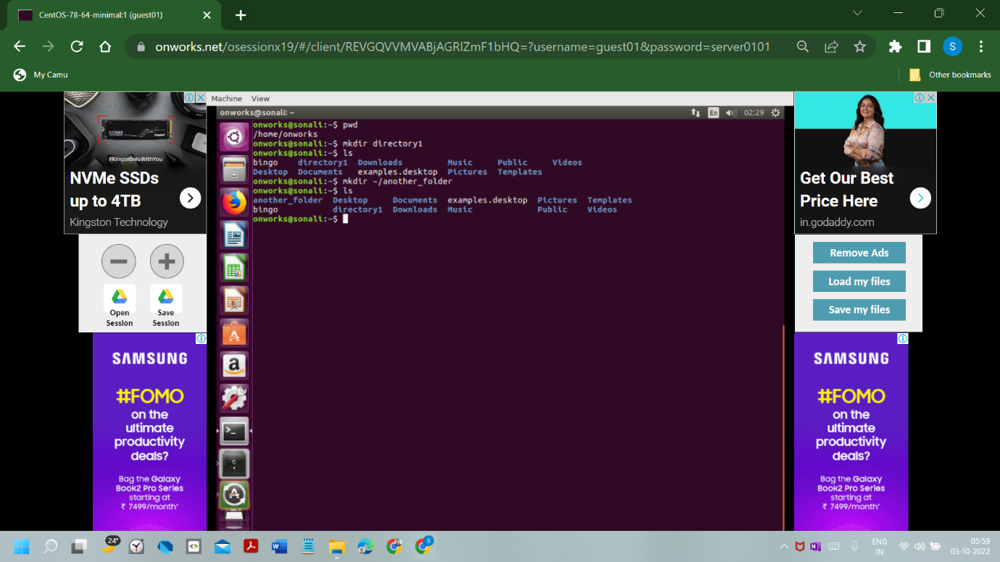 CentOS-78-64-minimal:1 (guest01)
onworks.net/osessionx19/#/client/REVGQVVMVABjAGRlZmF1bHQ=?username=guest01&password=server0101
S
My Camu
Other bookmarks
Machine View
onworks@sonali: ~
En 02:29
onworks@sonali:~$ pwd
/home/onworks
onworks@sonali:~$ mkdir directory1
onworks@sonali:~$ ls
bingo directory1 Downloads Music Public Videos
Desktop Documents examples.desktop Pictures Templates
onworks@sonali:~$ mkdir ~/another_folder
onworks@sonali:~$ ls
another_folder Desktop Documents examples.desktop Pictures Templates
bingo directory1 Downloads Music Public Videos
onworks@sonali:~$
#KingstonIsWithYou
NVMe SSDs
up to 4TB
Kingston Technology
Open
Session
Save
Session
SAMSUNG
#FOMO
on the
ultimate
productivity
deals?
Bag the Galaxy
Book2 Pro Series
starting at
₹ 7499/month*
Get Our Best
Price Here
in.godaddy.com
Remove Ads
Load my files
Save my files
SAMSUNG
#FOMO
on the
ultimate
productivity
deals?
Bag the Galaxy
Book2 Pro Series
starting at
₹ 7499/month*
24°
S
ENG
IN
05:59
03-10-2022